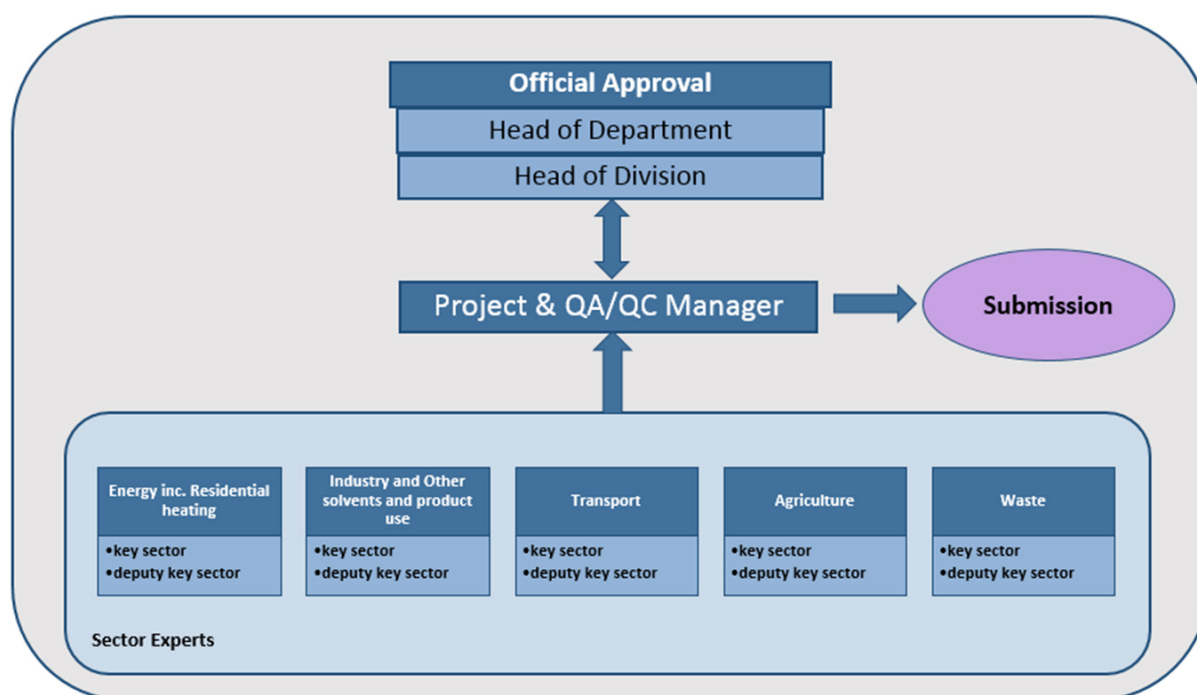 Official Approval
Head of Department
Head of Division
Project & QA/QC Manager
Submission
Energy inc. Residential
heating
•key sector
•deputy key sector
Industry and Other
solvents and product
use
•key sector
•deputy key sector
Transport
•key sector
•deputy key sector
Agriculture
•key sector
•deputy key sector
Waste
•key sector
•deputy key sector
Sector Experts